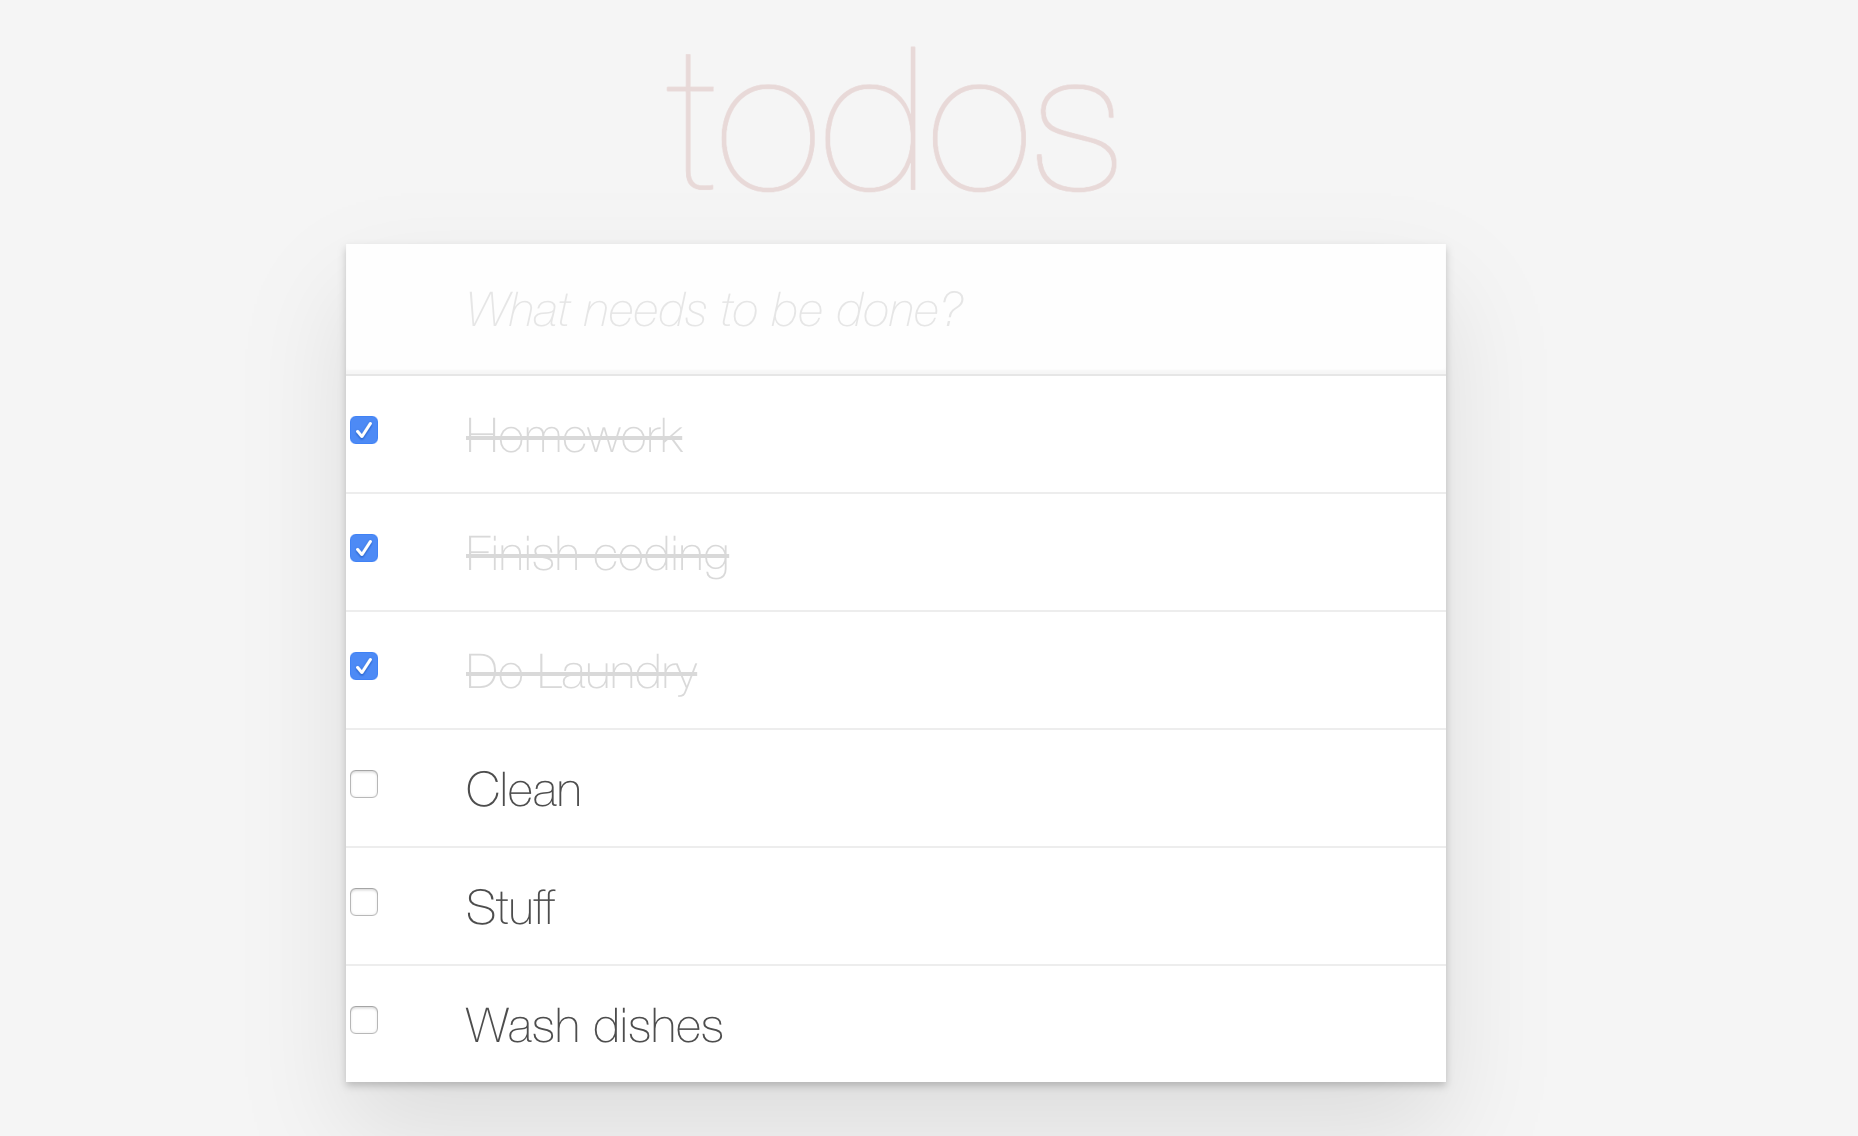 todos
What needs to be done?
Homework
Finish coding
Do Laundry
Clean
Stuff
Wash dishes